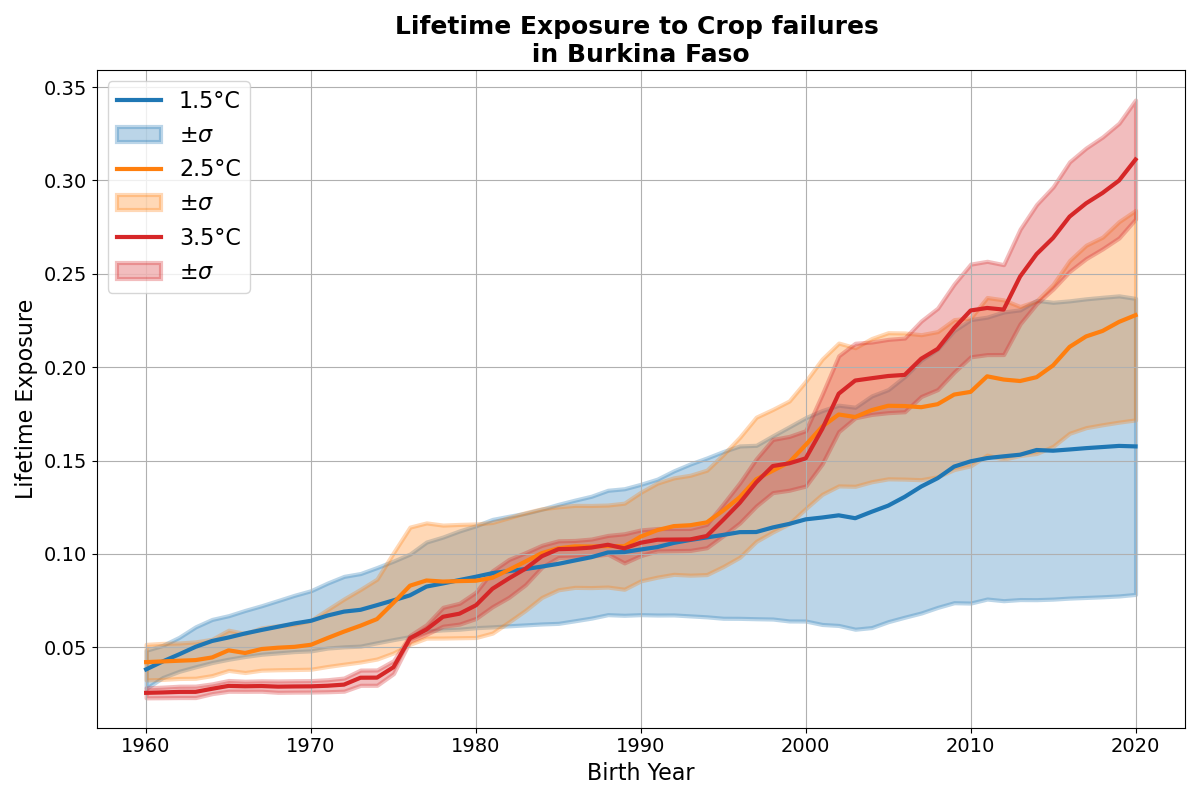 Lifetime Exposure to Crop failures
in Burkina Faso
1.5°C
±σ
2.5°C
±σ
3.5°C
±σ
0.35
0.30
0.25
0.20
0.15
0.10
0.05
Lifetime Exposure
1960 1970 1980 1990 2000 2010 2020
Birth Year